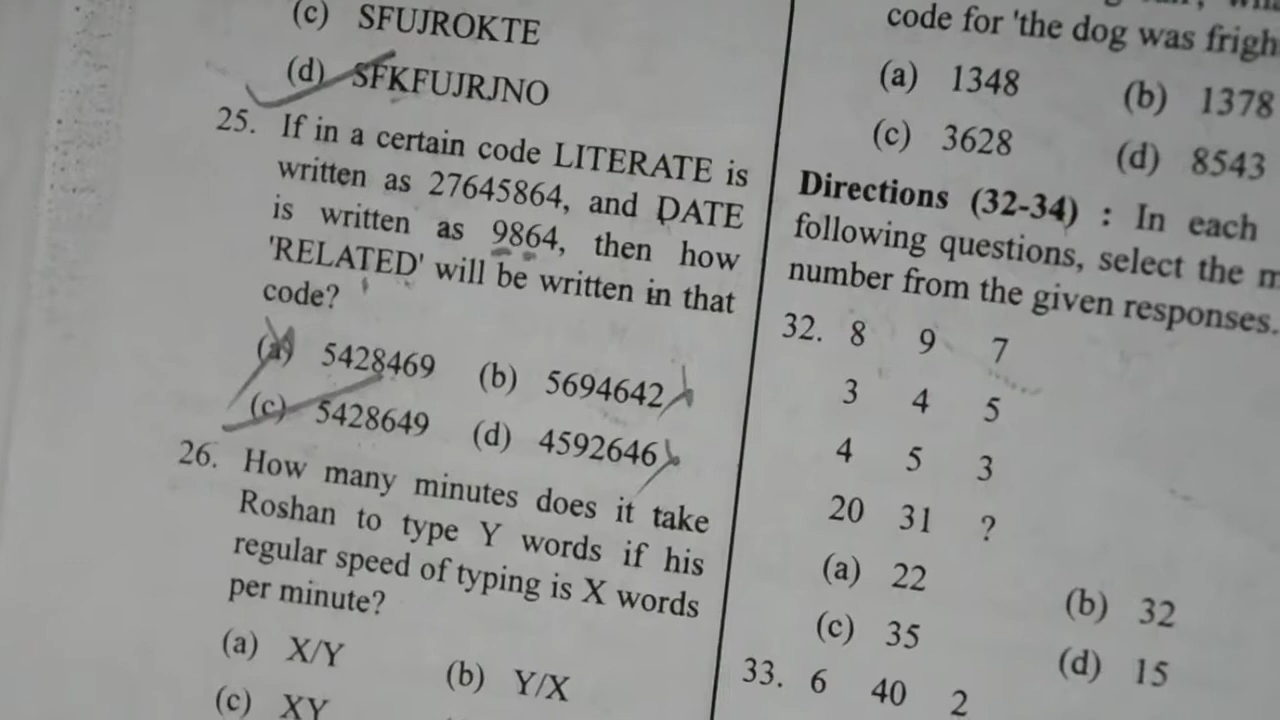 (c) SFUJROKTE
(d) SFKFUJRJNO
25. If in a certain code LITERATE is
written as 27645864, and DATE
is written as 9864, then how
'RELATED' will be written in that
code?
(a) 5428469 (b) 5694642
(c) 5428649 (d) 4592646
26. How many minutes does it take
Roshan to type Y words if his
regular speed of typing is X words
per minute?
(a) X/Y (b) Y/X
(c) XY
code for 'the dog was frigh
(a) 1348 (b) 1378
(c) 3628 (d) 8543
Directions (32-34) : In each
following questions, select the m
number from the given responses.
32. 8 9 7
3 4 5
4 5 3
20 31 ?
(a) 22 (b) 32
(c) 35 (d) 15
33. 6 40 2